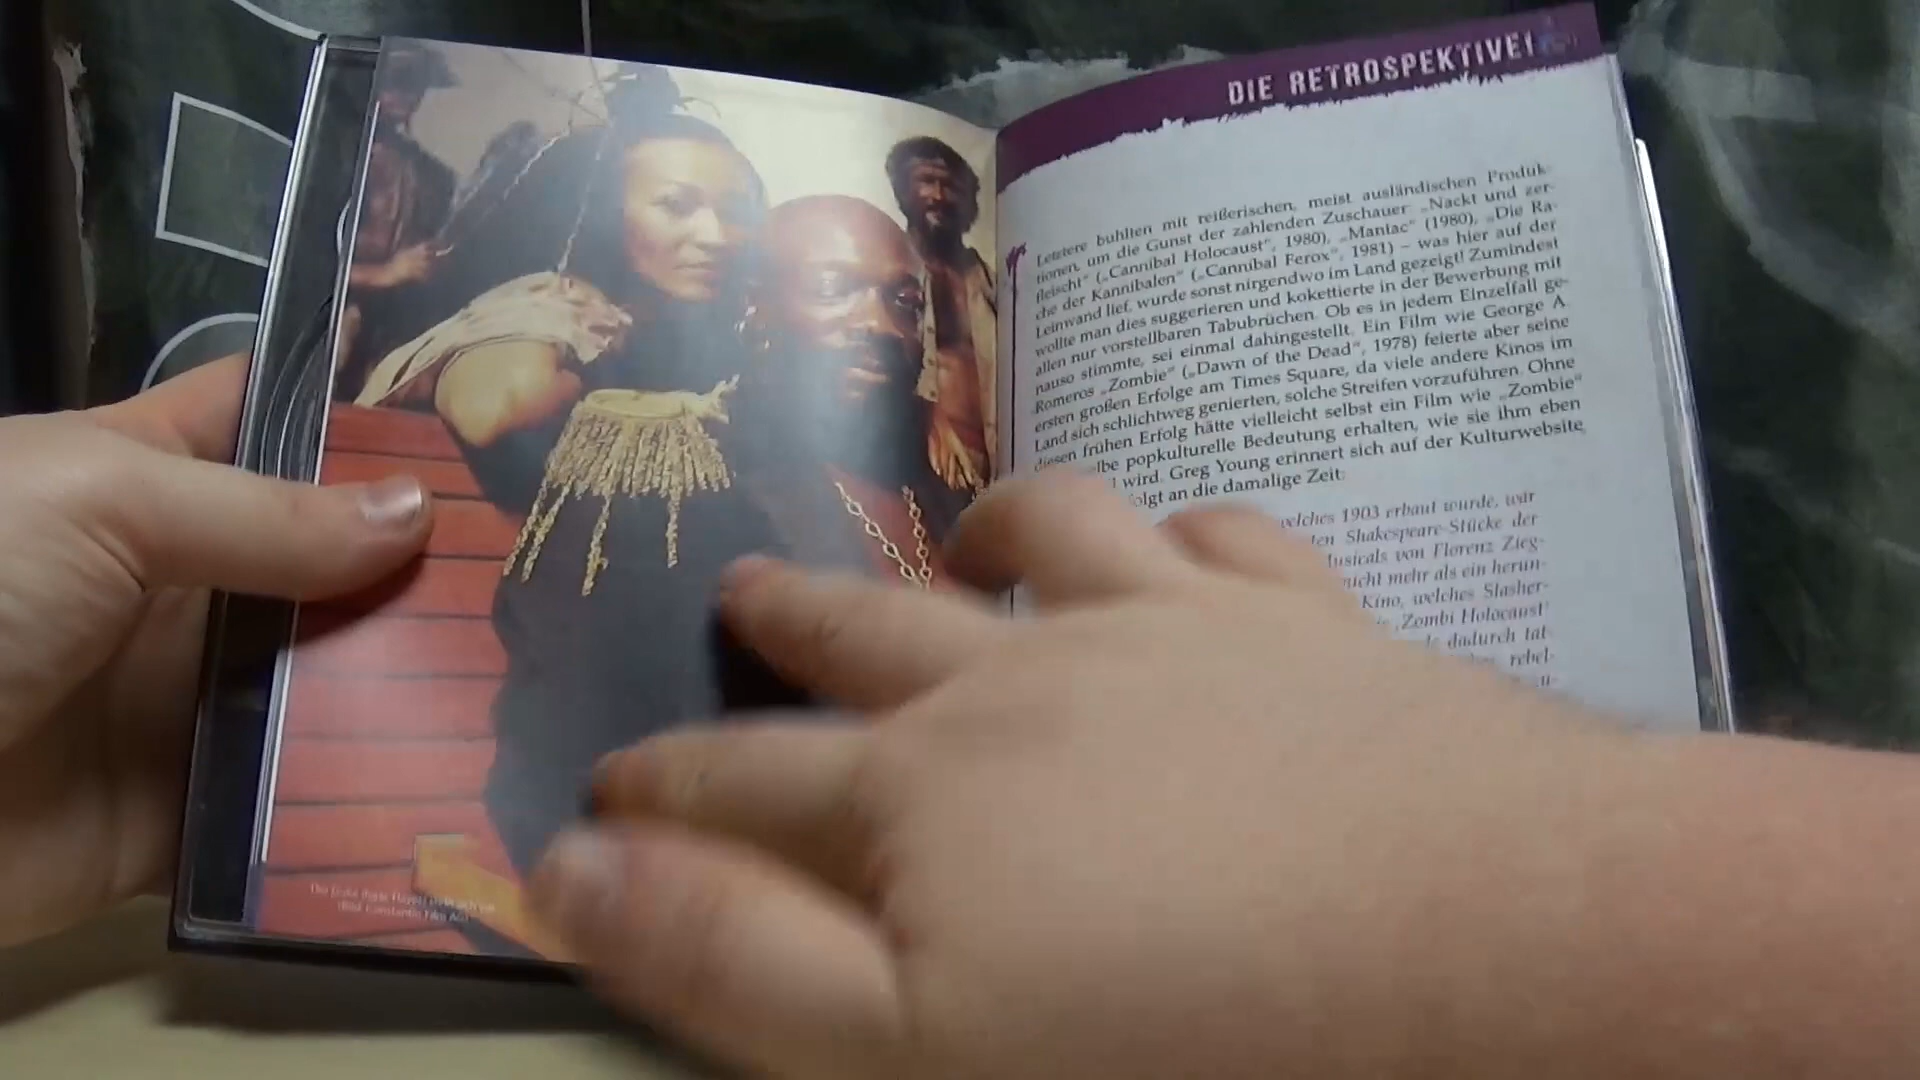 DIE RETROSPEKTIVE!
Letztere buhlten mit reißerischen, meist ausländischen Produk-
tionen, um die Gunst der zahlenden Zuschauer: „Nackt und zer-
fleischt“ („Cannibal Holocaust“, 1980), „Maniac“ (1980), „Die Ra-
che der Kannibalen“ („Cannibal Ferox“, 1981) – was hier auf der
Leinwand lief, wurde sonst nirgendwo im Land gezeigt! Zumindest
wollte man dies suggerieren und kokettierte in der Bewerbung mit
allen nur vorstellbaren Tabubrüchen. Ob es in jedem Einzelfall ge-
nauso stimmte, sei einmal dahingestellt. Ein Film wie George A.
Romeros „Zombie“ („Dawn of the Dead“, 1978) feierte aber seine
ersten großen Erfolge am Times Square, da viele andere Kinos im
Land sich schlichtweg genierten, solche Streifen vorzuführen. Ohne
diesen frühen Erfolg hätte vielleicht selbst ein Film wie „Zombie“
lbe popkulturelle Bedeutung erhalten, wie sie ihm eben
wird. Greg Young erinnert sich auf der Kulturwebsite
olgt an die damalige Zeit:
welches 1903 erbaut wurde, war
ten Shakespeare-Stücke der
Musicals von Florenz Zieg-
nicht mehr als ein herun-
Kino, welches Slasher-
‚Zombi Holocaust‘
dadurch tat-
rebel-